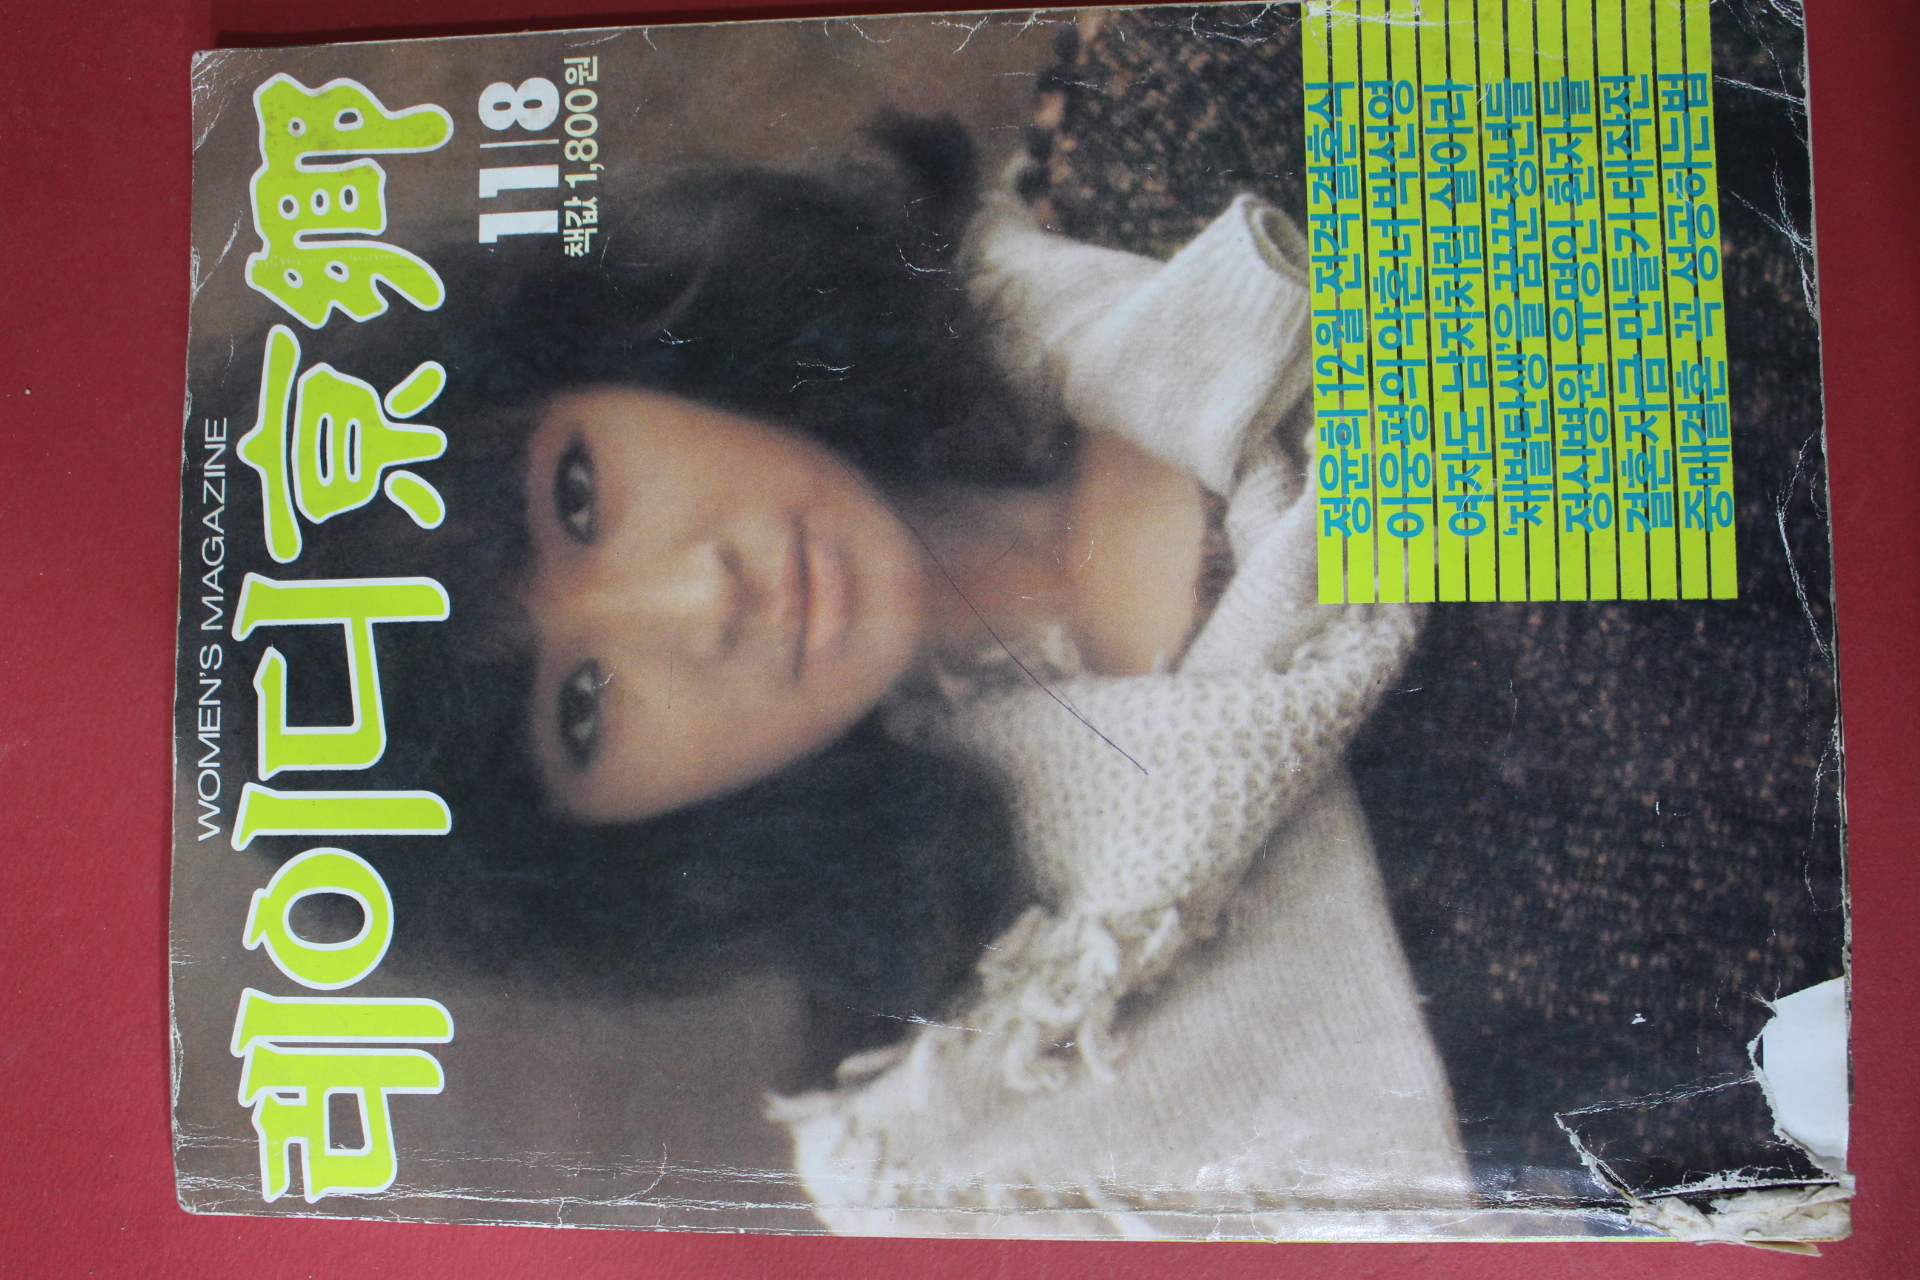 WOMEN'S MAGAZINE
레이디京鄕
11|8
책값 1,800원
정윤희 12월 전격결혼식
이응평의 약혼녀 박선영
여자도 남자처럼 살아라
'재벌탄생'을 꿈꾼 청년들
정신병원 유명인 환자들
결혼자금 만들기 대작전
중매결혼 꼭 성공하는 법